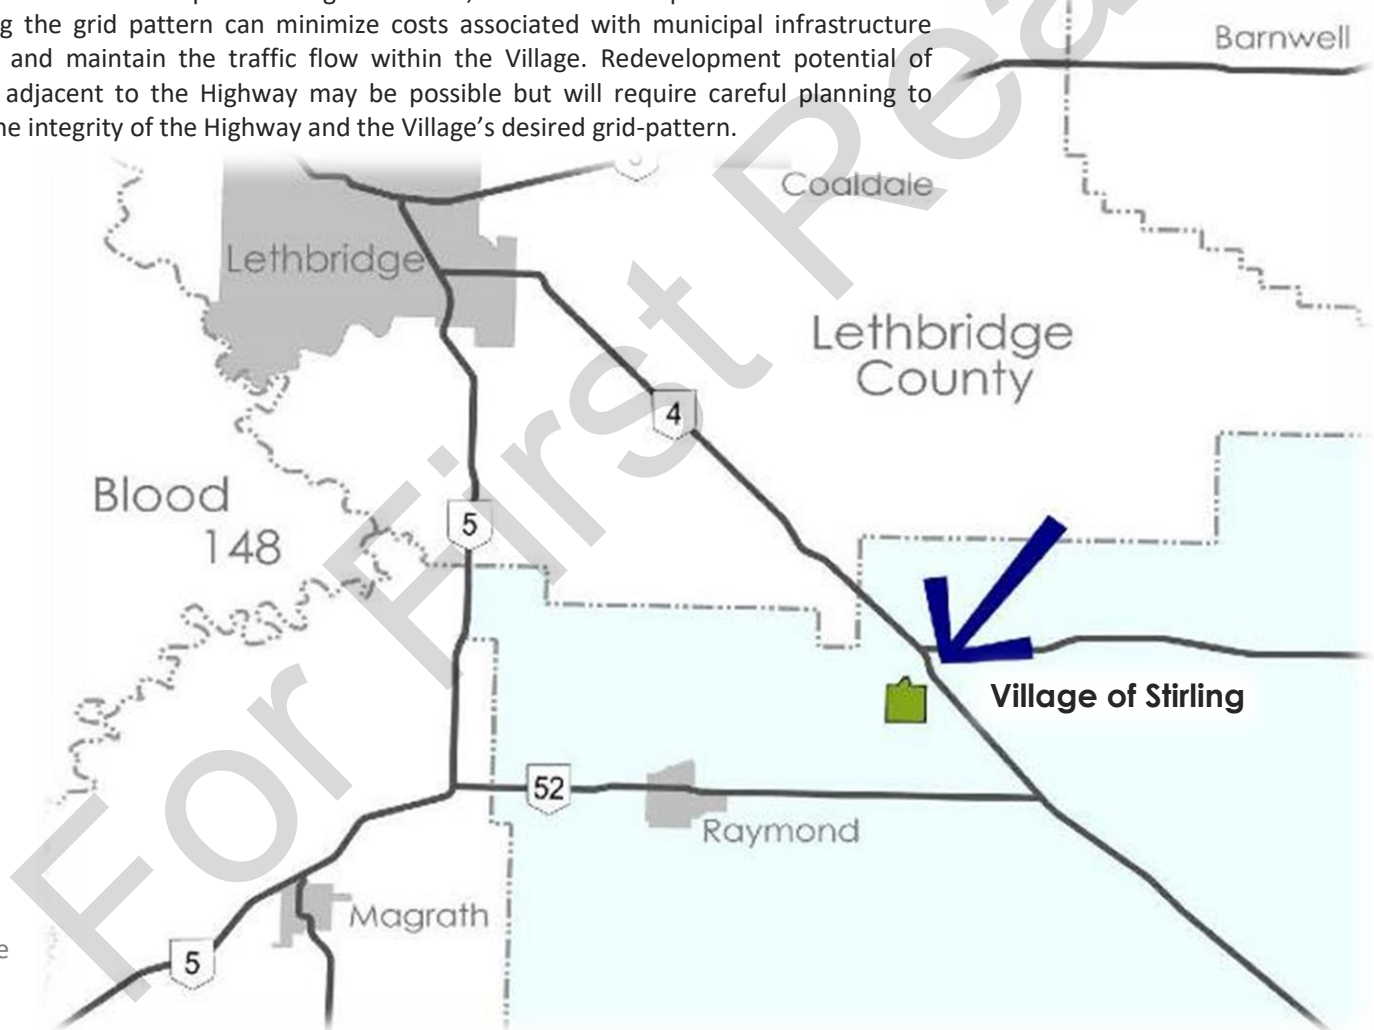 g the grid pattern can minimize costs associated with municipal infrastructure
and maintain the traffic flow within the Village. Redevelopment potential of
adjacent to the Highway may be possible but will require careful planning to
ne integrity of the Highway and the Village’s desired grid-pattern.
Barnwell
Coaldale
Lethbridge
Lethbridge
County
4
Blood
148
5
Village of Stirling
52
Raymond
Magrath
e
5
For First Rea